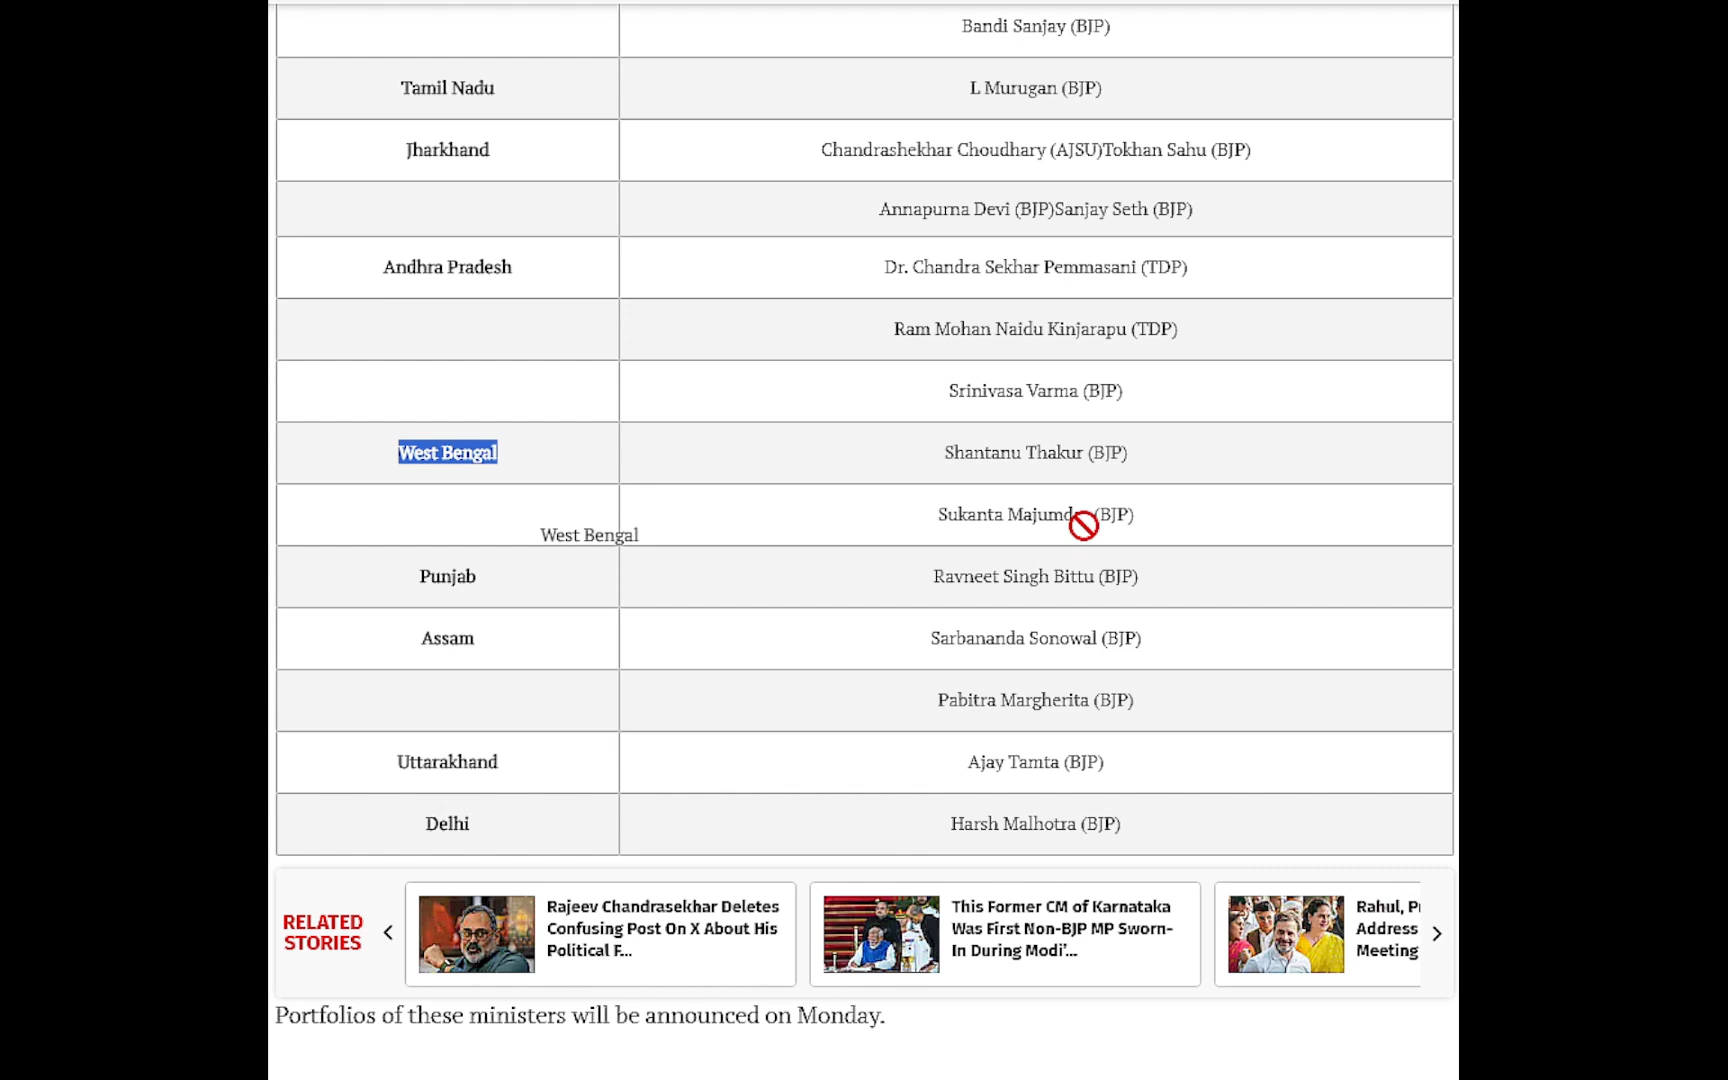 Bandi Sanjay (BJP)
Tamil Nadu L Murugan (BJP)
Jharkhand Chandrashekhar Choudhary (AJSU)Tokhan Sahu (BJP)
Annapurna Devi (BJP)Sanjay Seth (BJP)
Andhra Pradesh Dr. Chandra Sekhar Pemmasani (TDP)
Ram Mohan Naidu Kinjarapu (TDP)
Srinivasa Varma (BJP)
West Bengal Shantanu Thakur (BJP)
Sukanta (BJP)
West Bengal
Punjab Ravneet Singh Bittu (BJP)
Assam Sarbananda Sonowal (BJP)
Pabitra Margherita (BJP)
Uttarakhand Ajay Tamta (BJP)
Delhi Harsh Malhotra (BJP)
RELATED
STORIES
Rajeev Chandrasekhar Deletes
Confusing Post On X About His
Political F...
This Former CM of Karnataka
Was First Non-BJP MP Sworn-
In During Modi'...
Rahul,
Address
Meeting
Portfolios of these ministers will be announced on Monday.